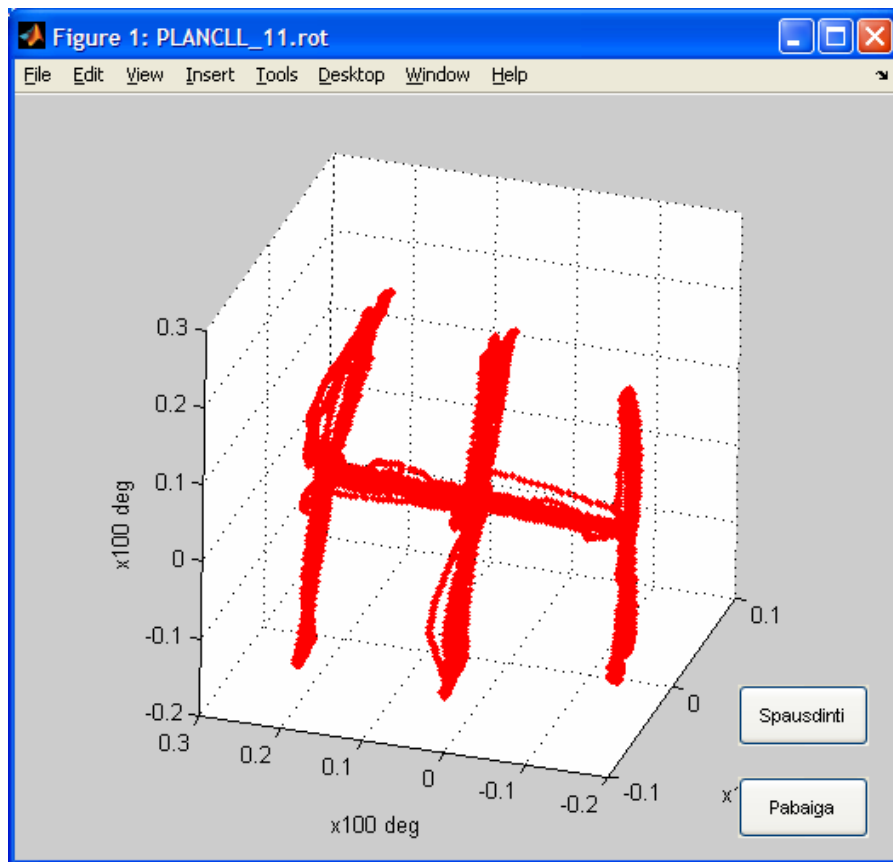 Figure 1: PLANCLL_11.rot
File Edit View Insert Tools Desktop Window Help
0.3
0.2
0.1
0
-0.1
-0.2
x100 deg
0.3
0.2
0.1
0
-0.1
-0.2
x100 deg
0.1
0
-0.1
Spausdinti
Pabaiga